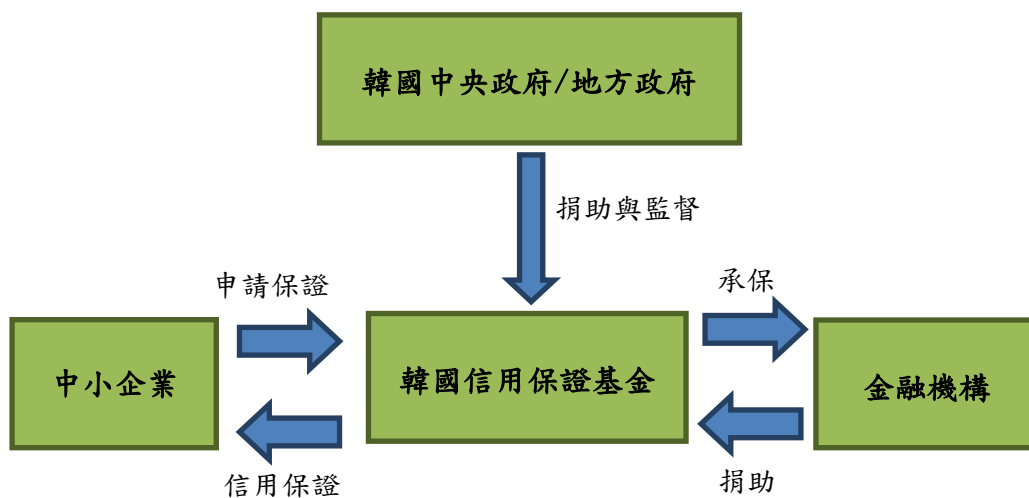 韓國中央政府/地方政府
捐助與監督
申請保證
承保
中小企業
韓國信用保證基金
金融機構
信用保證
捐助